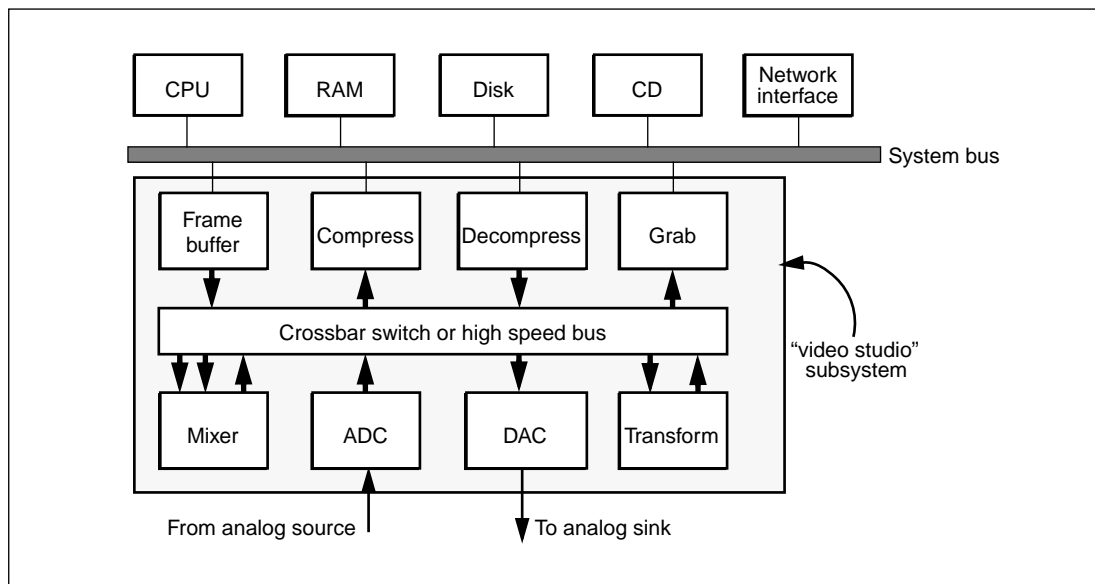 CPU
RAM
Disk
CD
Network
interface
System bus
Frame
buffer
Compress
Decompress
Grab
Crossbar switch or high speed bus
“video studio”
subsystem
Mixer
ADC
DAC
Transform
From analog source
To analog sink